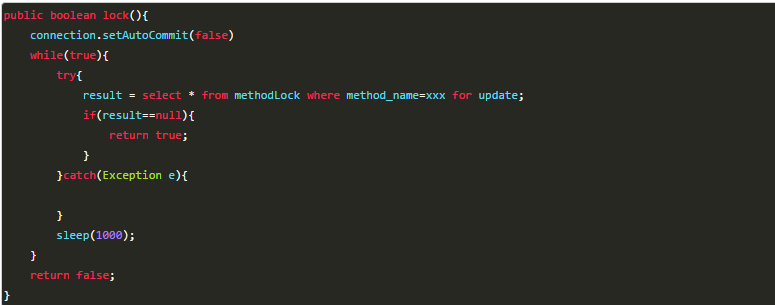 public boolean lock(){
    connection.setAutoCommit(false)
    while(true){
        try{
            result = select * from methodLock where method_name=xxx for update;
            if(result==null){
                return true;
            }
        }catch(Exception e){

        }
        sleep(1000);
    }
    return false;
}